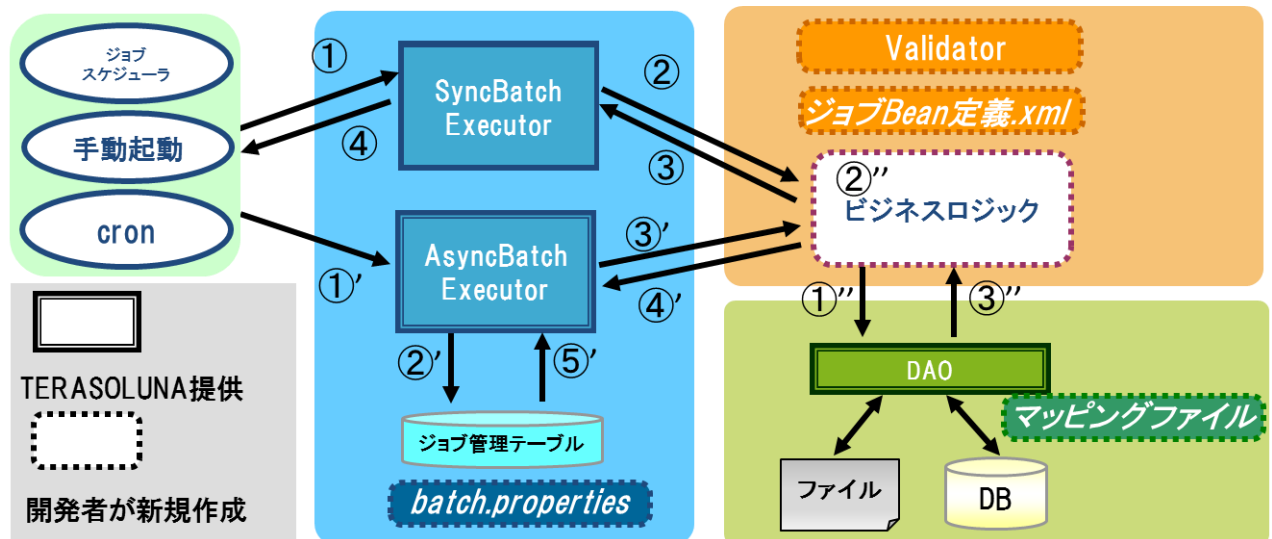 ジョブ
スケジューラ
手動起動
cron
TERASOLUNA提供
開発者が新規作成
①
④
①’
SyncBatch
Executor
②
③
AsyncBatch
Executor
③’
④’
②’
⑤’
ジョブ管理テーブル
batch.properties
Validator
ジョブBean定義.xml
②’’
ビジネスロジック
①’’
③’’
DAO
マッピングファイル
ファイル
DB